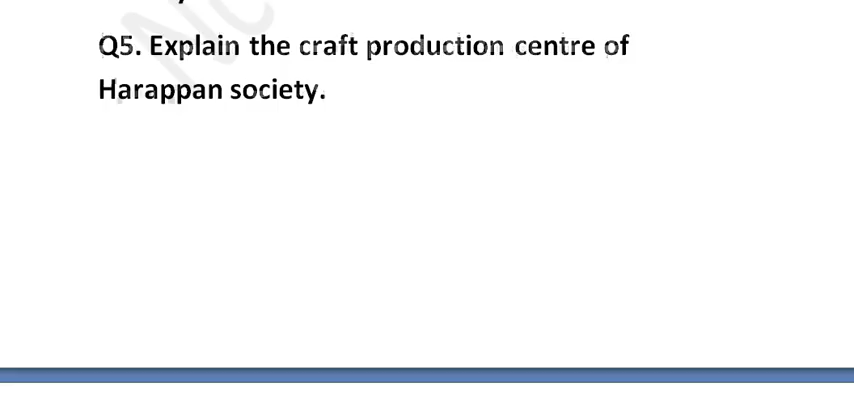 Q5. Explain the craft production centre of
Harappan society.